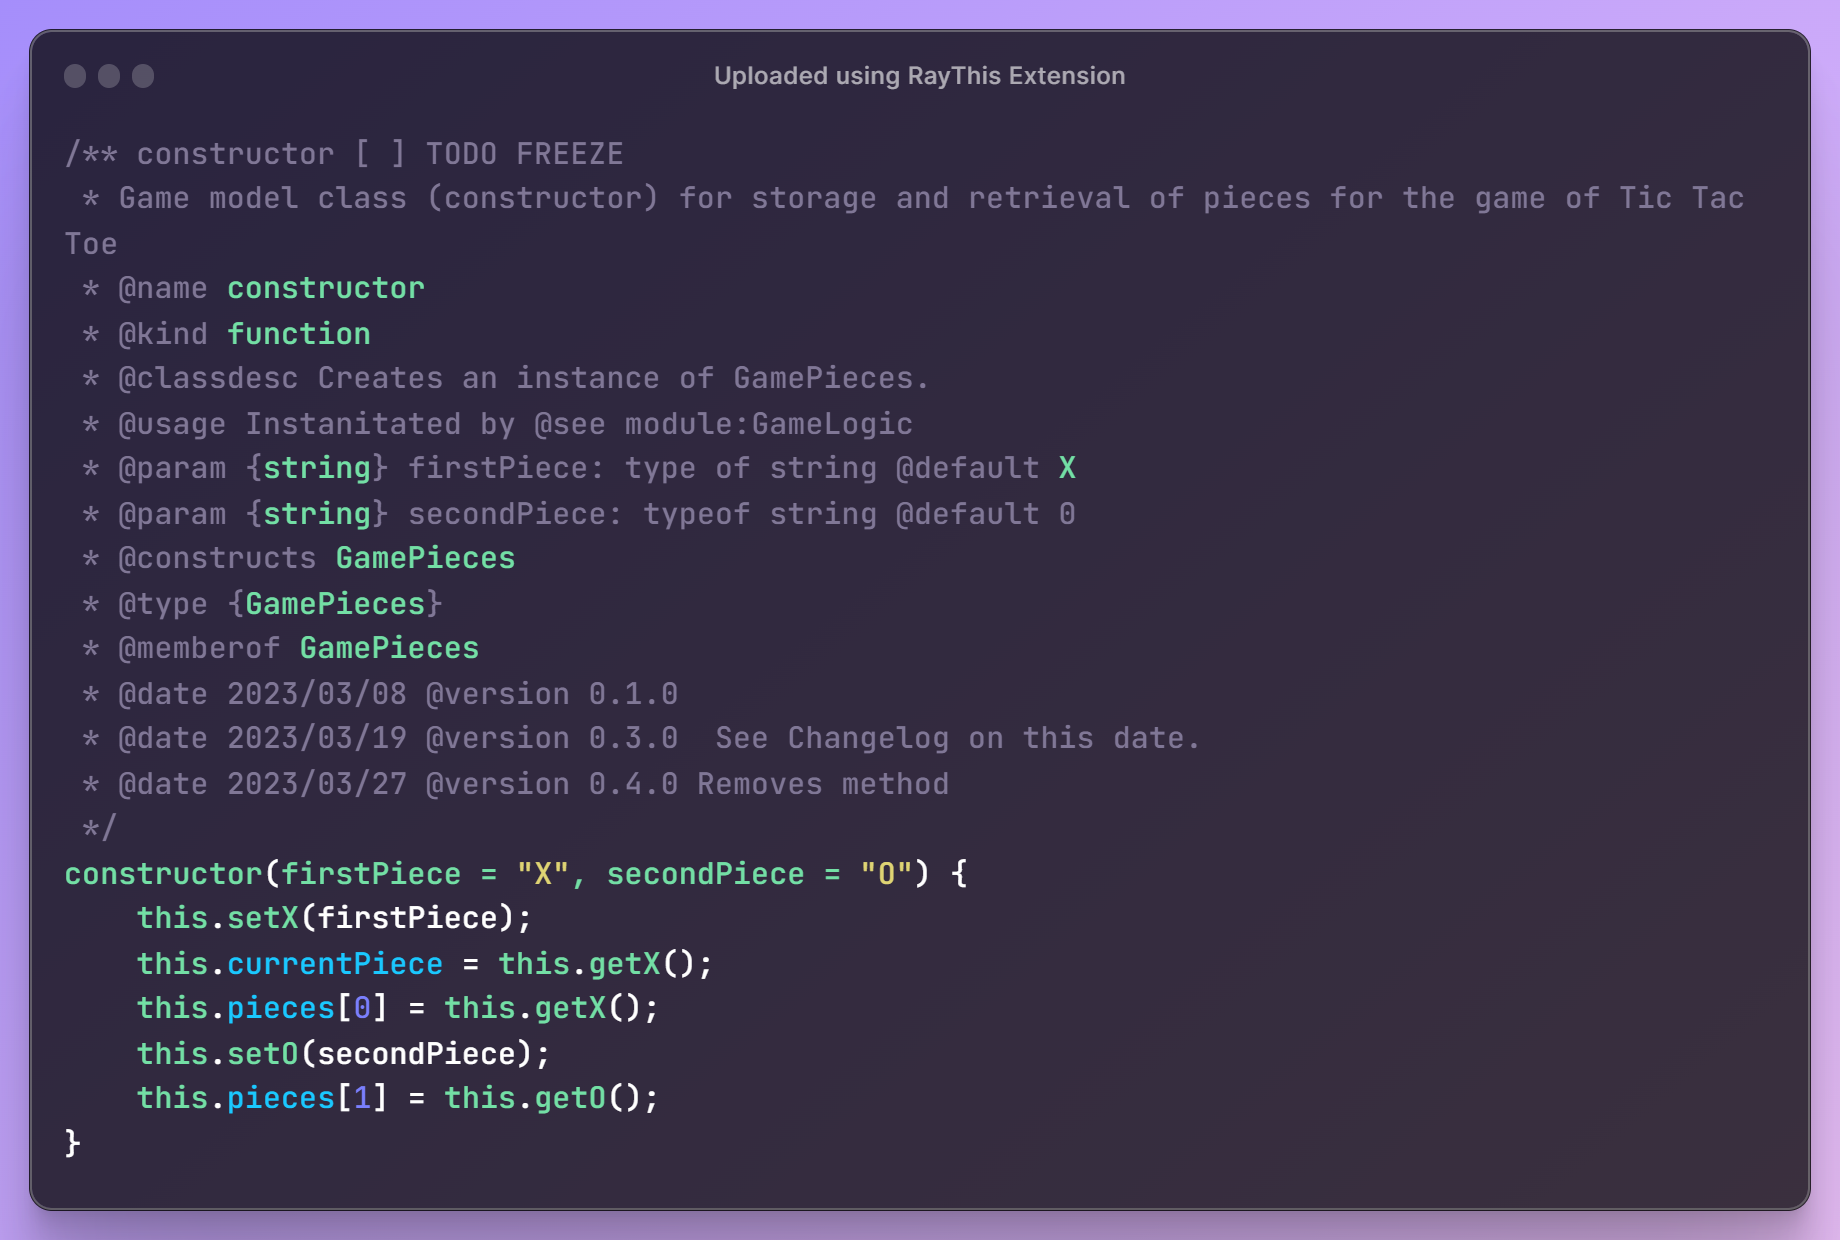 Uploaded using RayThis Extension
/** constructor [ ] TODO FREEZE
 * Game model class (constructor) for storage and retrieval of pieces for the game of Tic Tac
Toe
 * @name constructor
 * @kind function
 * @classdesc Creates an instance of GamePieces.
 * @usage Instanitated by @see module:GameLogic
 * @param {string} firstPiece: type of string @default X
 * @param {string} secondPiece: typeof string @default O
 * @constructs GamePieces
 * @type {GamePieces}
 * @memberof GamePieces
 * @date 2023/03/08 @version 0.1.0
 * @date 2023/03/19 @version 0.3.0  See Changelog on this date.
 * @date 2023/03/27 @version 0.4.0 Removes method
 */
constructor(firstPiece = "X", secondPiece = "O") {
    this.setX(firstPiece);
    this.currentPiece = this.getX();
    this.pieces[0] = this.getX();
    this.setO(secondPiece);
    this.pieces[1] = this.getO();
}